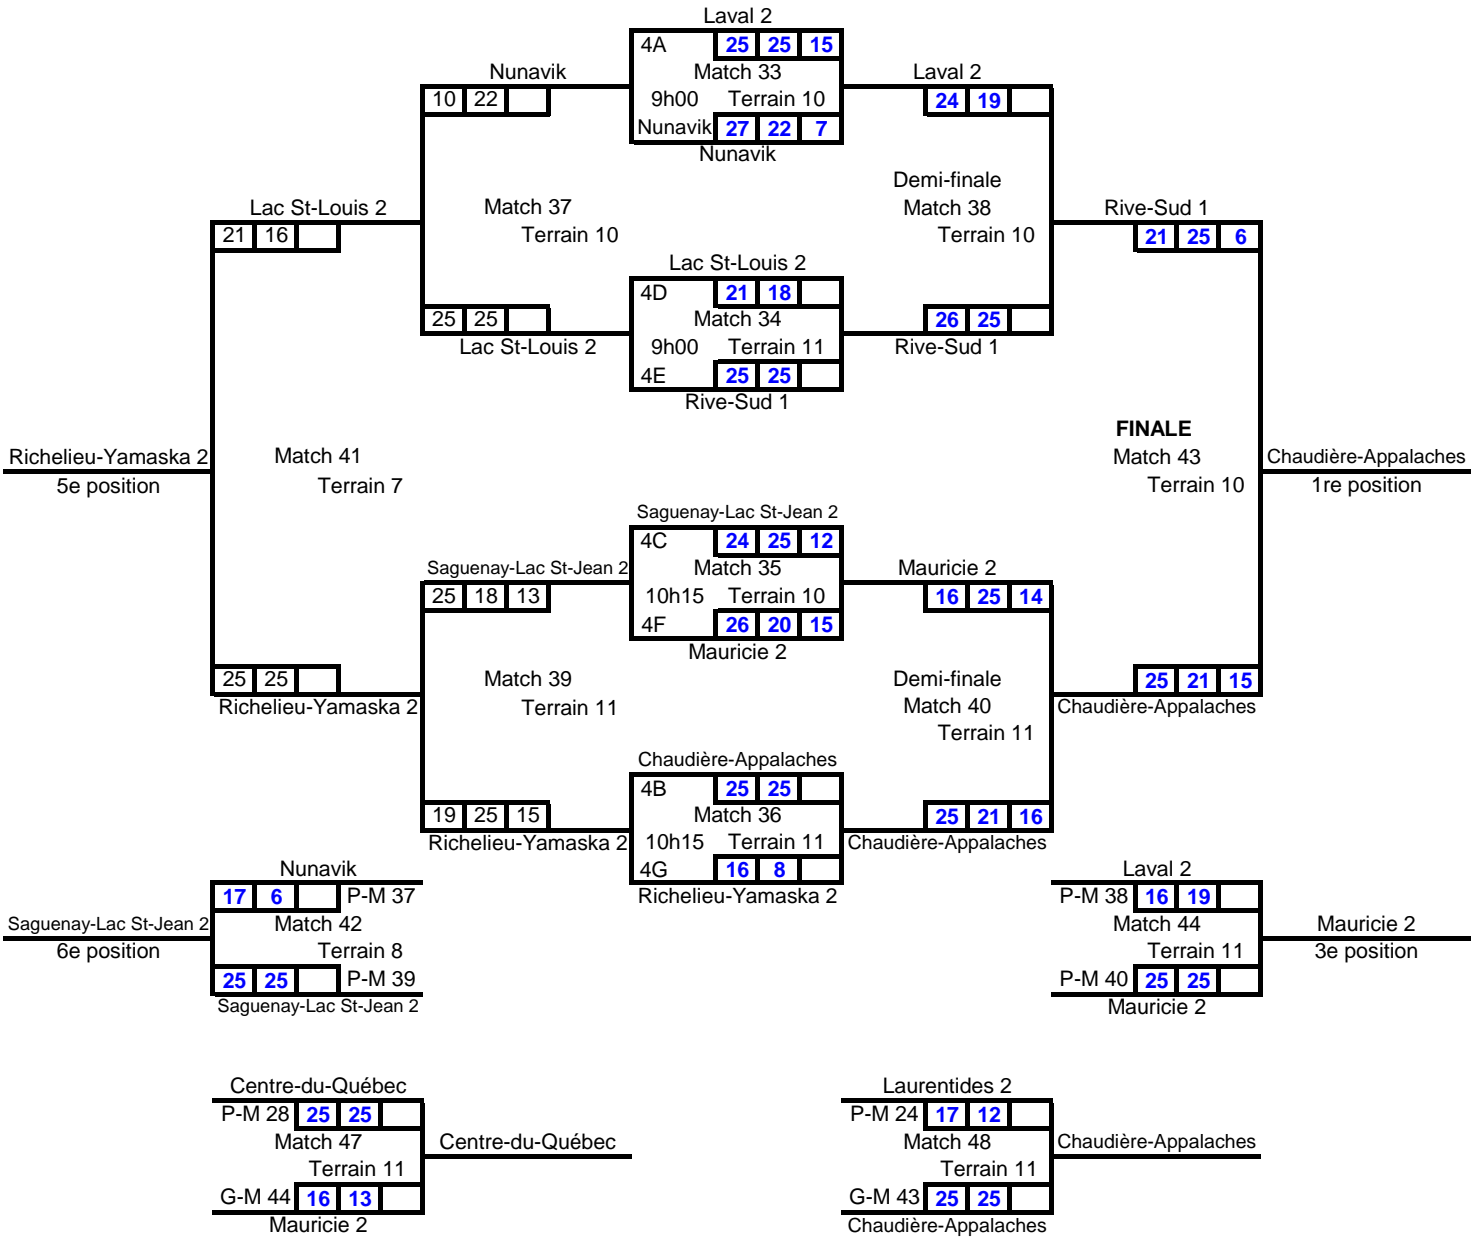 Laval 2
4A 25 25 15
Nunavik Match 33 Laval 2
10 22 9h00 Terrain 10 24 19
Nunavik 27 22 7
Nunavik
Demi-finale
Lac St-Louis 2 Match 37 Match 38 Rive-Sud 1
21 16 Terrain 10 Terrain 10 21 25 6
Lac St-Louis 2
4D 21 18
25 25 Match 34 26 25
Lac St-Louis 2 9h00 Terrain 11 Rive-Sud 1
4E 25 25
Rive-Sud 1
FINALE
Richelieu-Yamaska 2 Match 41 Match 43 Chaudière-Appalaches
5e position Terrain 7 Terrain 10 1re position
Saguenay-Lac St-Jean 2
4C 24 25 12
Saguenay-Lac St-Jean 2 Match 35 Mauricie 2
25 18 13 10h15 Terrain 10 16 25 14
4F 26 20 15
Mauricie 2
25 25 Match 39 Demi-finale 25 21 15
Richelieu-Yamaska 2 Terrain 11 Match 40 Chaudière-Appalaches
Terrain 11
Chaudière-Appalaches
4B 25 25
19 25 15 Match 36 25 21 16
Richelieu-Yamaska 2 10h15 Terrain 11 Chaudière-Appalaches
Nunavik 4G 16 8 Laval 2
17 6 P-M 37 Richelieu-Yamaska 2 P-M 38 16 19
Saguenay-Lac St-Jean 2 Match 42 Match 44 Mauricie 2
6e position Terrain 8 Terrain 11 3e position
25 25 P-M 39 P-M 40 25 25
Saguenay-Lac St-Jean 2 Mauricie 2
Centre-du-Québec Laurentides 2
P-M 28 25 25 P-M 24 17 12
Match 47 Centre-du-Québec Match 48 Chaudière-Appalaches
Terrain 11 Terrain 11
G-M 44 16 13 G-M 43 25 25
Mauricie 2 Chaudière-Appalaches